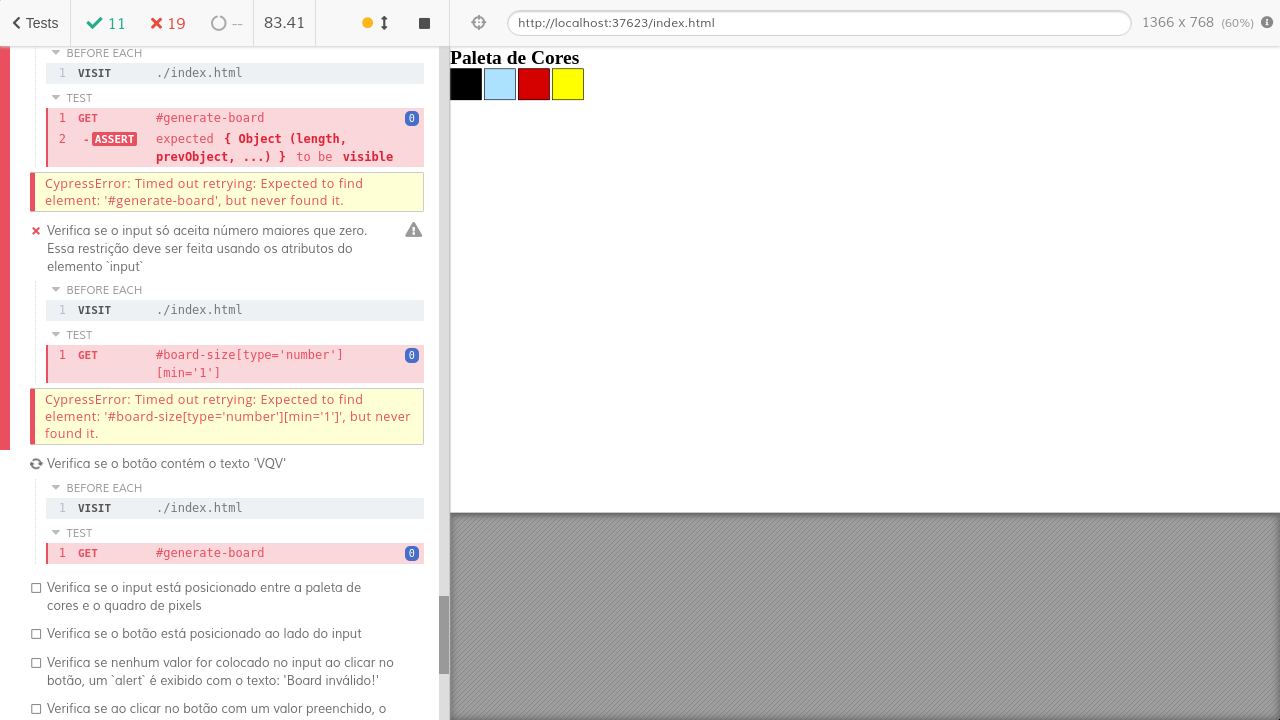 Tests 11 19 -- 83.41 http://localhost:37623/index.html 1366 x 768 (60%)
BEFORE EACH
1 VISIT ./index.html
TEST
1 GET #generate-board 0
2 - ASSERT expected { Object (length,
prevObject, ...) } to be visible
CypressError: Timed out retrying: Expected to find
element: '#generate-board', but never found it.
Verifica se o input só aceita número maiores que zero.
Essa restrição deve ser feita usando os atributos do
elemento `input`
BEFORE EACH
1 VISIT ./index.html
TEST
1 GET #board-size[type='number'] 0
[min='1']
CypressError: Timed out retrying: Expected to find
element: '#board-size[type='number'][min='1']', but never
found it.
Verifica se o botão contém o texto 'VQV'
BEFORE EACH
1 VISIT ./index.html
TEST
1 GET #generate-board 0
Verifica se o input está posicionado entre a paleta de
cores e o quadro de pixels
Verifica se o botão está posicionado ao lado do input
Verifica se nenhum valor for colocado no input ao clicar no
botão, um `alert` é exibido com o texto: 'Board inválido!'
Verifica se ao clicar no botão com um valor preenchido, o
Paleta de Cores